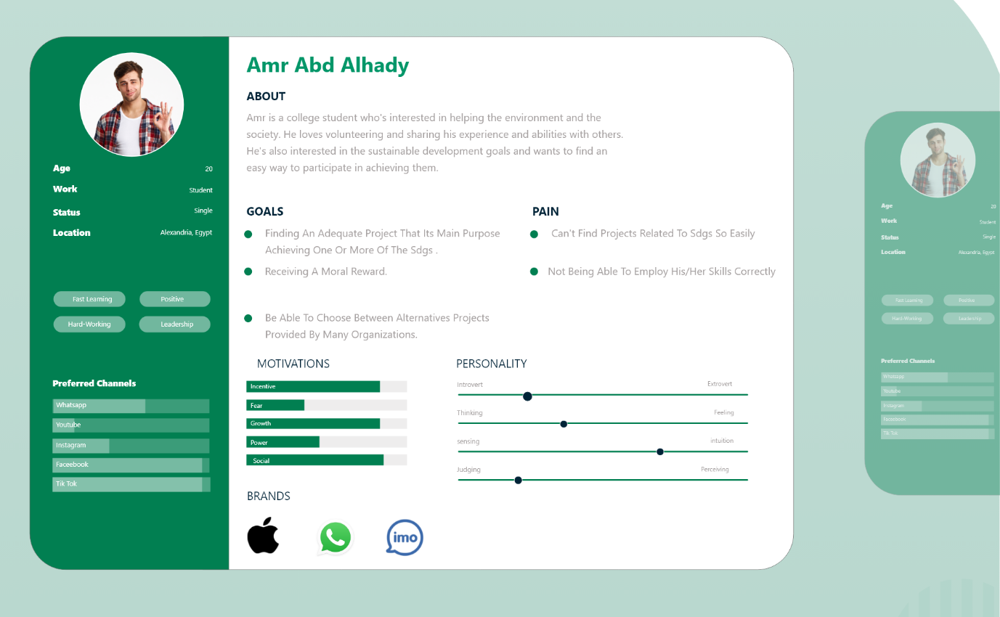 Amr Abd Alhady
ABOUT
Amr is a college student who's interested in helping the environment and the
society. He loves volunteering and sharing his experience and abilities with others.
He's also interested in the sustainable development goals and wants to find an
easy way to participate in achieving them.
Age 20
Work Student
Status Single
Location Alexandria, Egypt
Fast Learning Positive
Hard-Working Leadership
Preferred Channels
Whatsapp
Youtube
Instagram
Faceebook
Tik Tok
GOALS
Finding An Adequate Project That Its Main Purpose
Achieving One Or More Of The Sdgs .
Receiving A Moral Reward.
Be Able To Choose Between Alternatives Projects
Provided By Many Organizations.
PAIN
Can't Find Projects Related To Sdgs So Easily
Not Being Able To Employ His/Her Skills Correctly
MOTIVATIONS
Incentive
Fear
Growth
Power
Social
PERSONALITY
Introvert Extrovert
Thinking Feeling
sensing intuition
Judging Perceiving
BRANDS
imo
Age 20
Work Student
Status Single
Location Alexandria, Egypt
Fast Learning Positive
Hard-Working Leadership
Preferred Channels
Whatsapp
Youtube
Instagram
Faceebook
Tik Tok